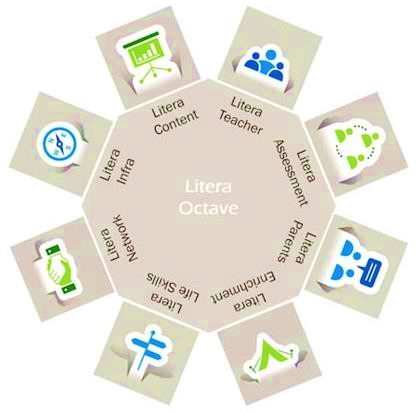 Litera
Octave
Litera
Content
Litera
Teacher
Litera
Assessment
Litera
Parents
Litera
Enrichment
Litera
Life Skills
Litera
Network
Litera
Infra